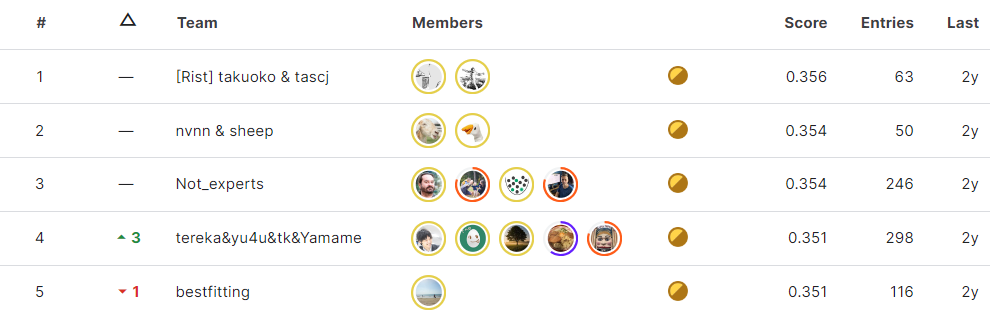 # △ Team Members Score Entries Last
1 — [Rist] takuoko & tascj 0.356 63 2y
2 — nvnn & sheep 0.354 50 2y
3 — Not_experts 0.354 246 2y
4 3 tereka&yu4u&tk&Yamame 0.351 298 2y
5 1 bestfitting 0.351 116 2y